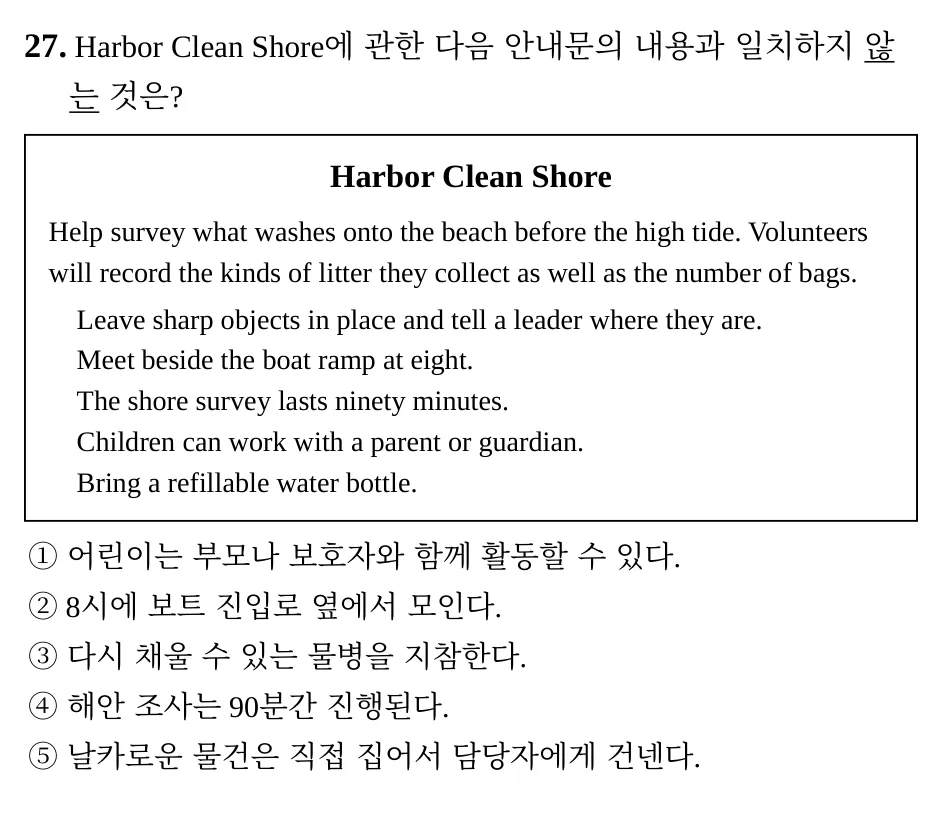 27. Harbor Clean Shore에 관한 다음 안내문의 내용과 일치하지 않
는 것은?
Harbor Clean Shore
Help survey what washes onto the beach before the high tide. Volunteers
will record the kinds of litter they collect as well as the number of bags.
Leave sharp objects in place and tell a leader where they are.
Meet beside the boat ramp at eight.
The shore survey lasts ninety minutes.
Children can work with a parent or guardian.
Bring a refillable water bottle.
① 어린이는 부모나 보호자와 함께 활동할 수 있다.
② 8시에 보트 진입로 옆에서 모인다.
③ 다시 채울 수 있는 물병을 지참한다.
④ 해안 조사는 90분간 진행된다.
⑤ 날카로운 물건은 직접 집어서 담당자에게 건넨다.